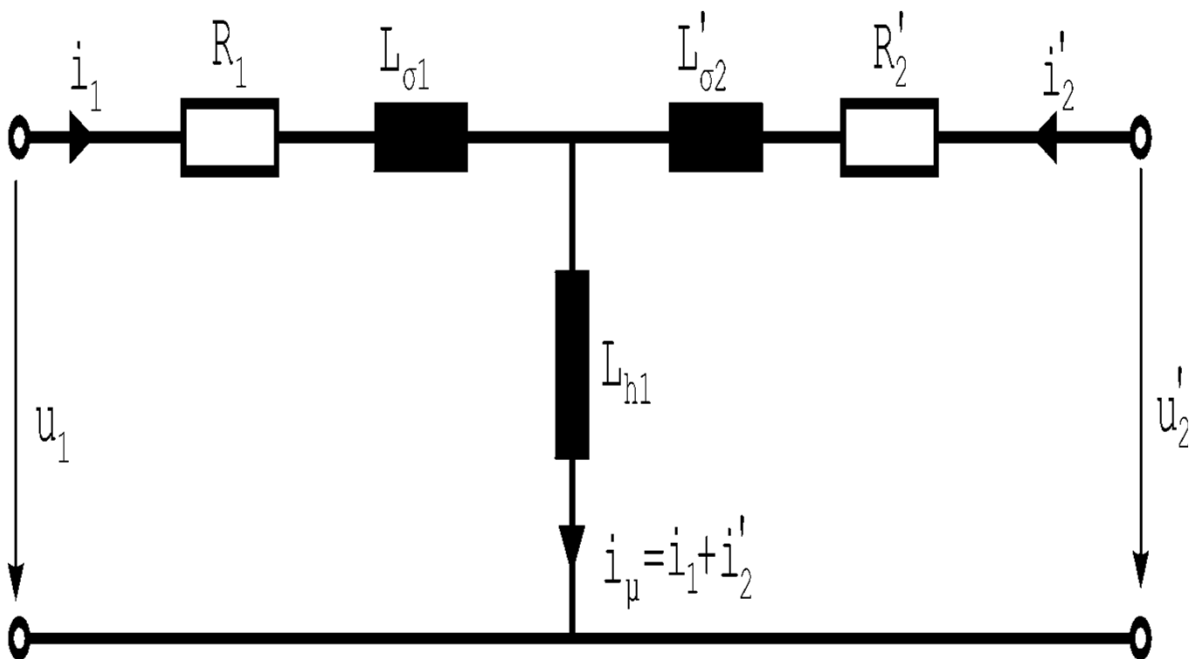 i₁
R₁
Lσ1
L'σ2
R'₂
i'₂
u₁
Lh1
u'₂
iμ=i₁+i'₂